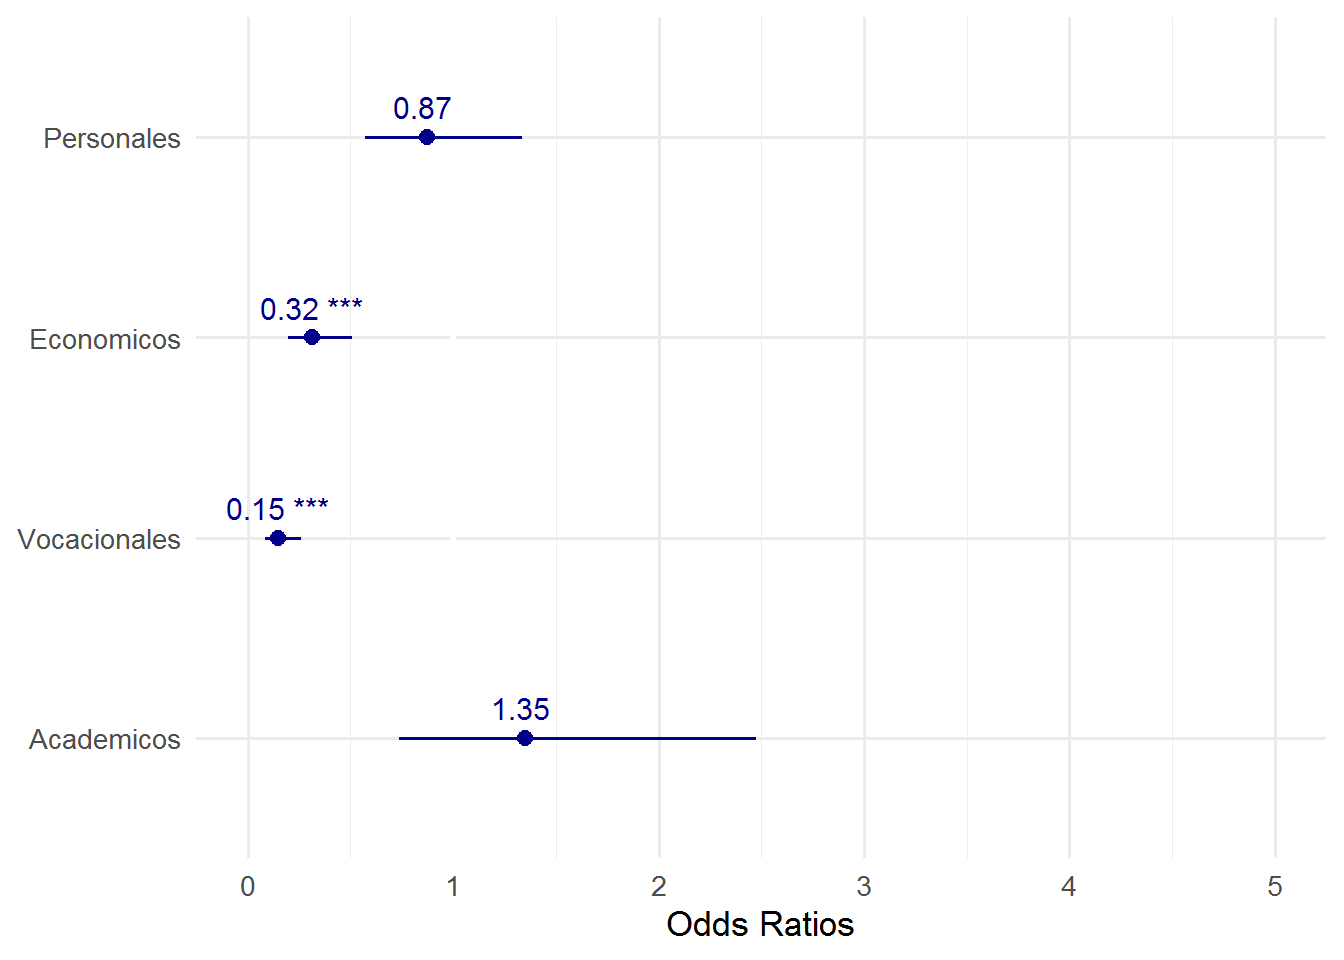 Personales
0.87
Economicos
0.32 ***
Vocacionales
0.15 ***
Academicos
1.35
0 1 2 3 4 5
Odds Ratios